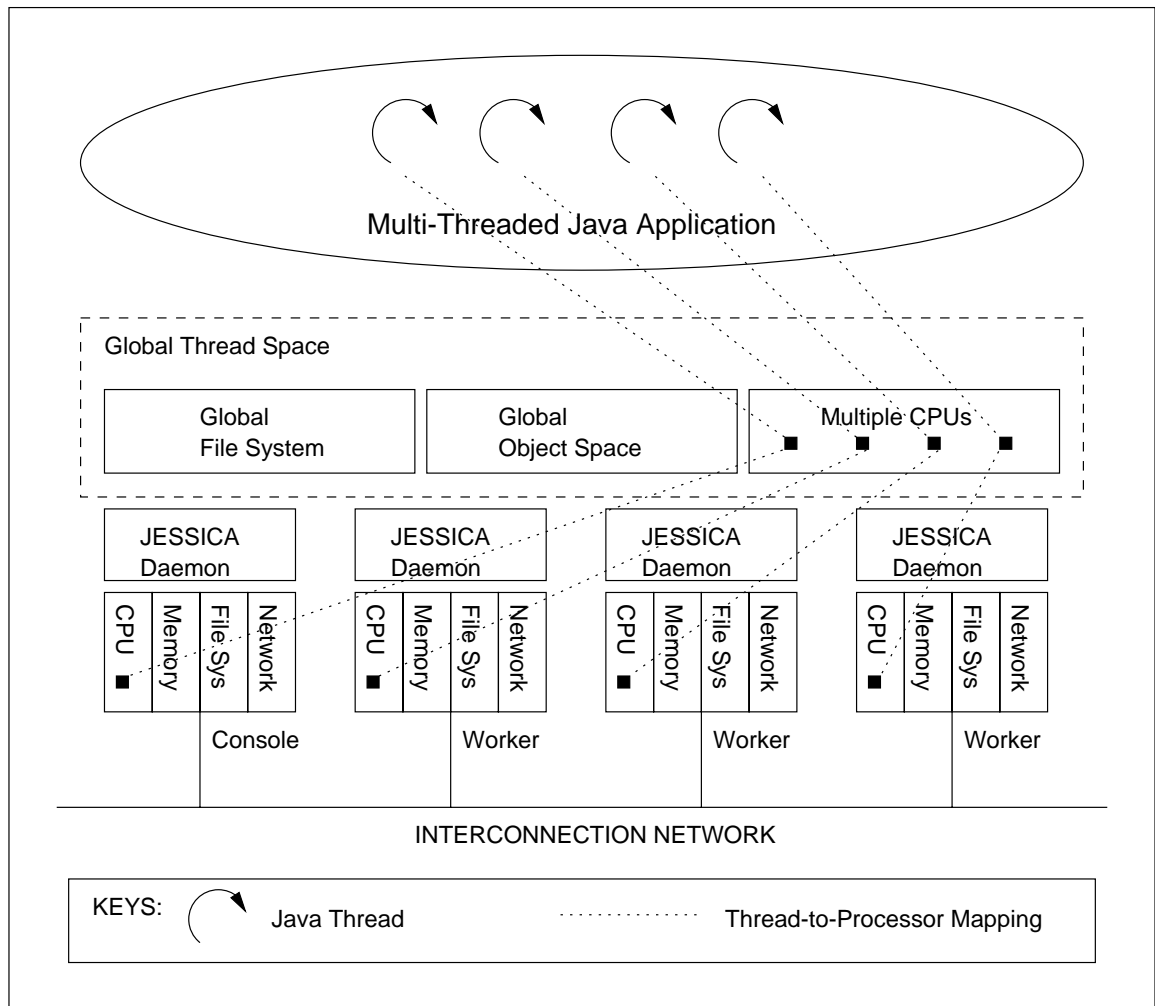 Multi-Threaded Java Application
Global Thread Space
Global
File System
Global
Object Space
Multiple CPUs
JESSICA
Daemon
JESSICA
Daemon
JESSICA
Daemon
JESSICA
Daemon
CPU
Memory
File Sys
Network
CPU
Memory
File Sys
Network
CPU
Memory
File Sys
Network
CPU
Memory
File Sys
Network
Console
Worker
Worker
Worker
INTERCONNECTION NETWORK
KEYS:
Java Thread
Thread-to-Processor Mapping